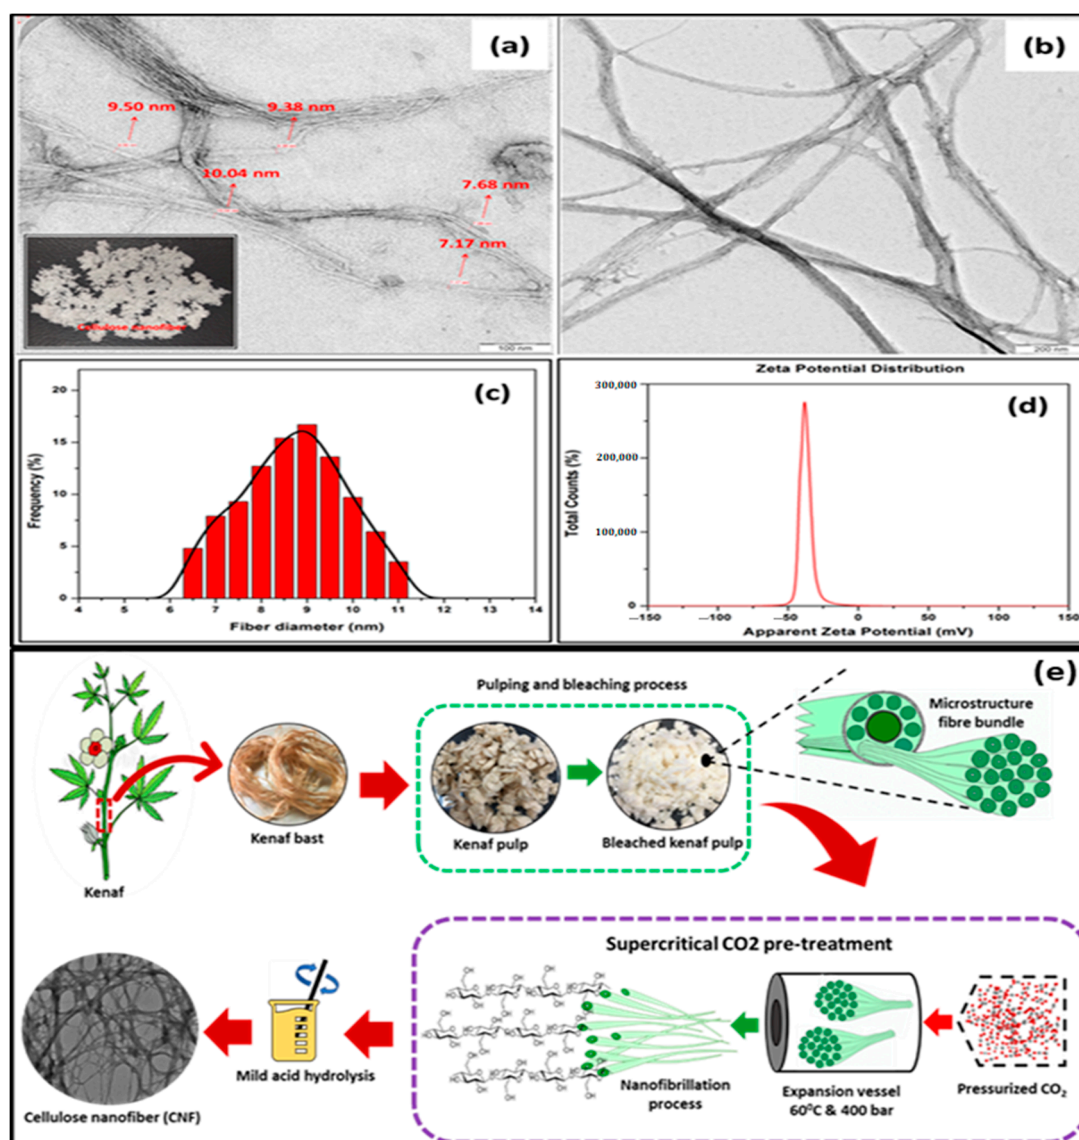 (a)
9.50 nm
9.38 nm
10.04 nm
7.68 nm
7.17 nm
Cellulose nanofiber
100 nm
(b)
200 nm
(c)
20
15
10
5
0
Frequency (%)
4 5 6 7 8 9 10 11 12 13 14
Fiber diameter (nm)
Zeta Potential Distribution
(d)
300,000
200,000
100,000
0
Total Counts (%)
—150 —100 —50 0 50 100 150
Apparent Zeta Potential (mV)
(e)
Pulping and bleaching process
Microstructure
fibre bundle
Kenaf bast
Kenaf pulp
Bleached kenaf pulp
Kenaf
Supercritical CO2 pre-treatment
Mild acid hydrolysis
Nanofibrillation
process
Expansion vessel
60⁰C & 400 bar
Pressurized CO₂
Cellulose nanofiber (CNF)